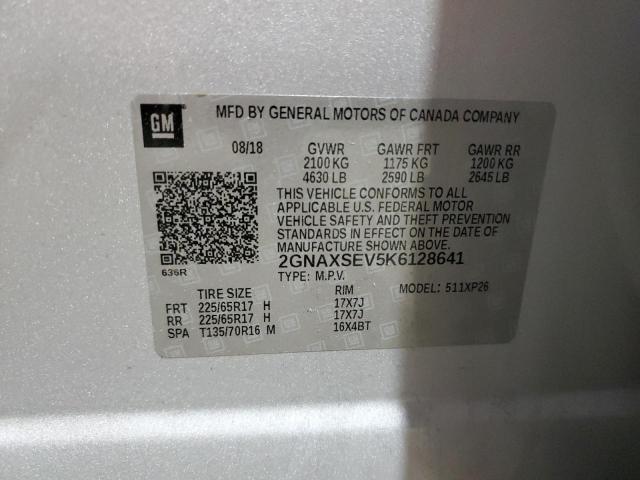 GM
MFD BY GENERAL MOTORS OF CANADA COMPANY
08/18 GVWR GAWR FRT GAWR RR
2100 KG 1175 KG 1200 KG
4630 LB 2590 LB 2645 LB
THIS VEHICLE CONFORMS TO ALL
APPLICABLE U.S. FEDERAL MOTOR
VEHICLE SAFETY AND THEFT PREVENTION
STANDARDS IN EFFECT ON THE DATE OF
MANUFACTURE SHOWN ABOVE.
636R
2GNAXSEV5K6128641
TYPE: M.P.V. MODEL: 511XP26
TIRE SIZE RIM
FRT 225/65R17 H 17X7J
RR 225/65R17 H 17X7J
SPA T135/70R16 M 16X4BT